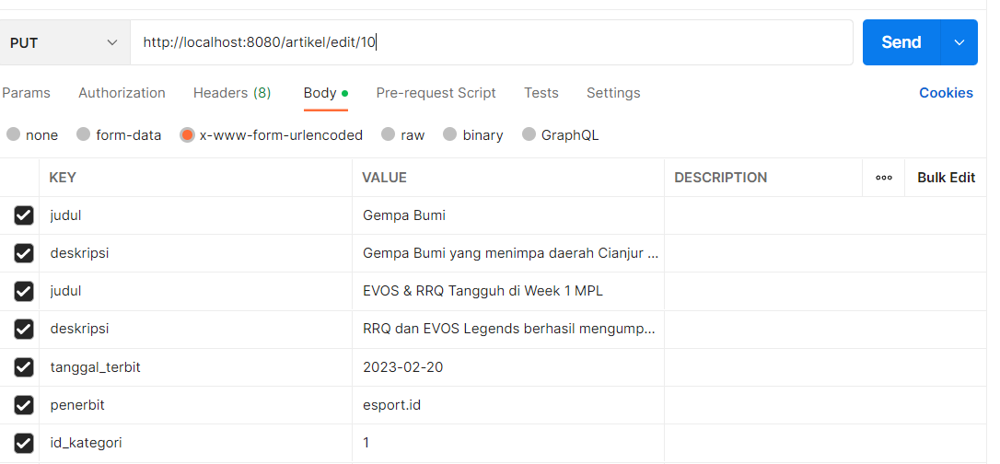 PUT http://localhost:8080/artikel/edit/10 Send
Params Authorization Headers (8) Body Pre-request Script Tests Settings Cookies
none form-data x-www-form-urlencoded raw binary GraphQL
KEY VALUE DESCRIPTION Bulk Edit
judul Gempa Bumi
deskripsi Gempa Bumi yang menimpa daerah Cianjur ...
judul EVOS & RRQ Tangguh di Week 1 MPL
deskripsi RRQ dan EVOS Legends berhasil mengump...
tanggal_terbit 2023-02-20
penerbit esport.id
id_kategori 1